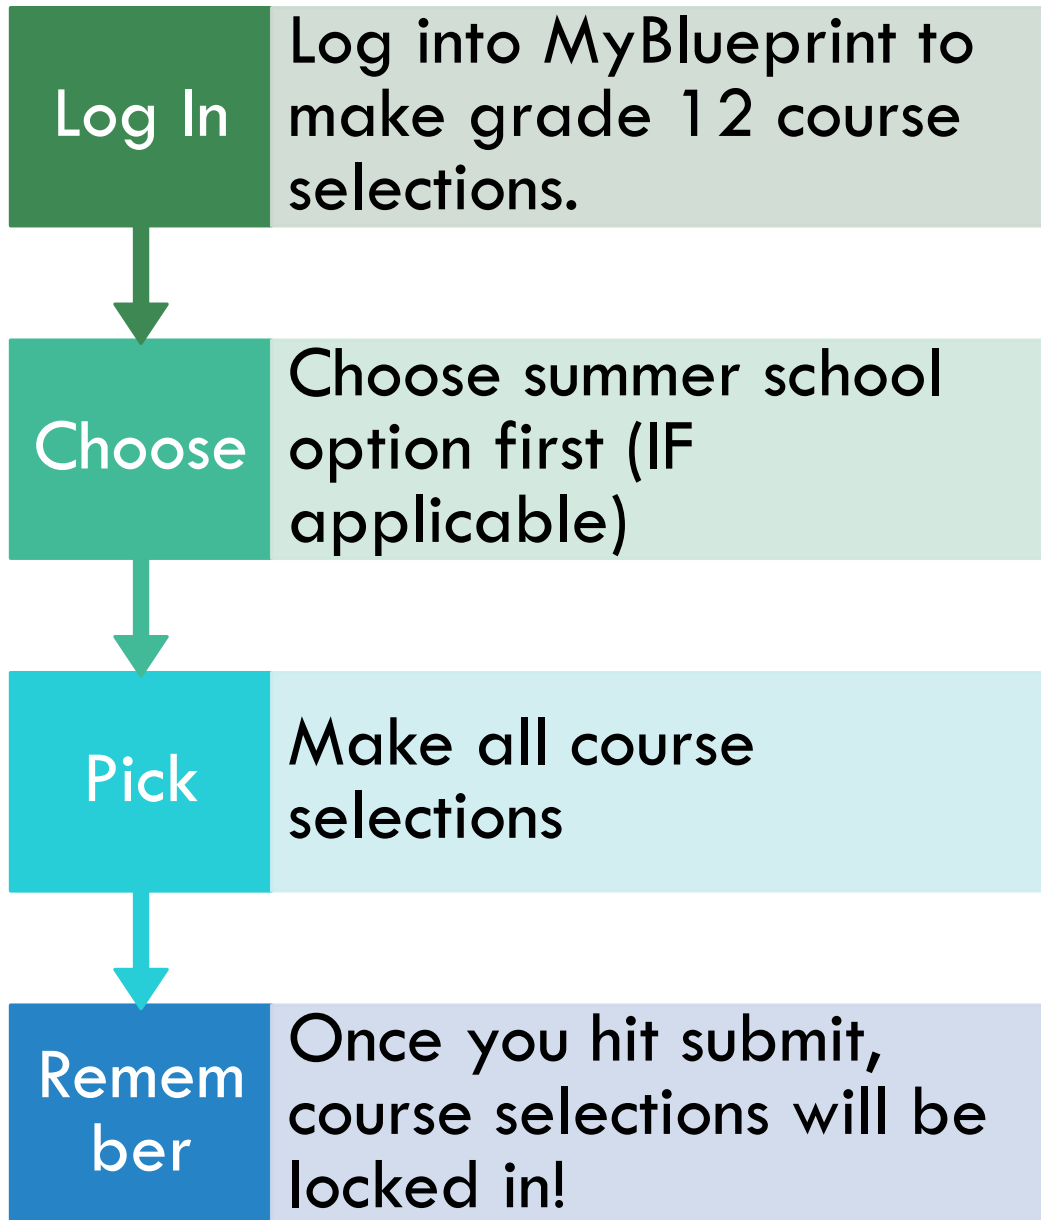 Log In
Log into MyBlueprint to
make grade 12 course
selections.
Choose
Choose summer school
option first (IF
applicable)
Pick
Make all course
selections
Remem
ber
Once you hit submit,
course selections will be
locked in!